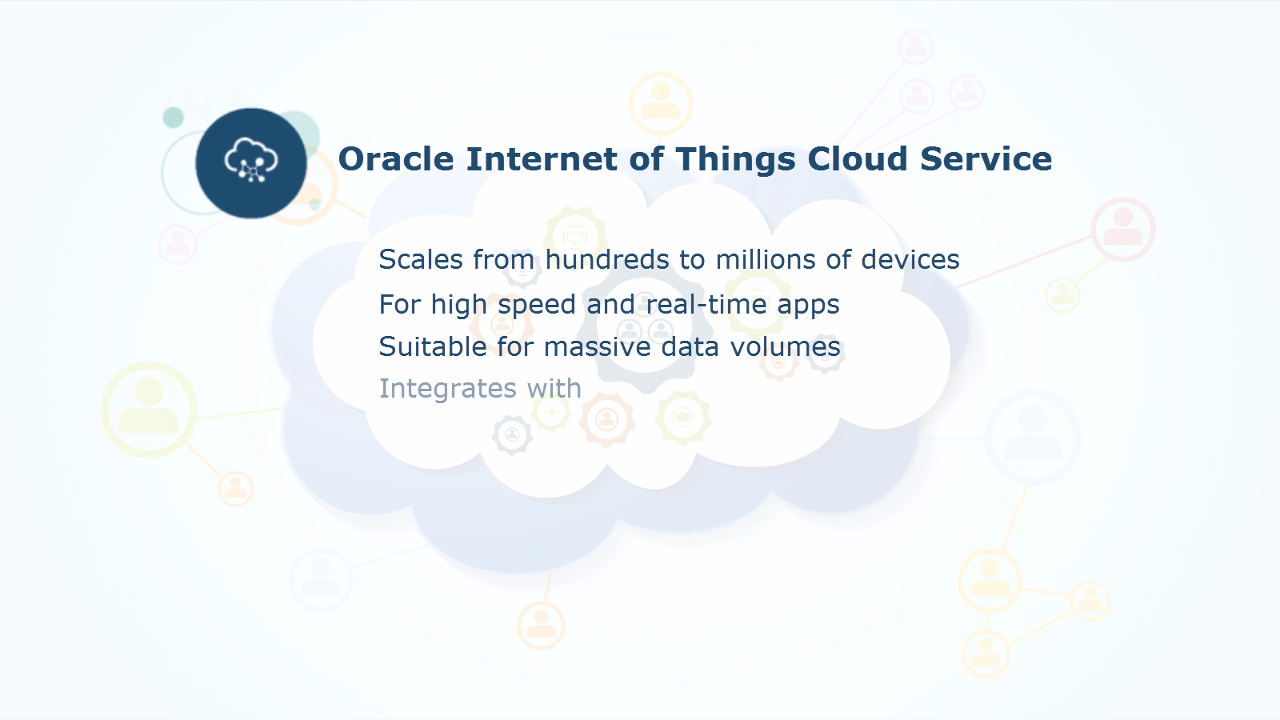 Oracle Internet of Things Cloud Service
Scales from hundreds to millions of devices
For high speed and real-time apps
Suitable for massive data volumes
Integrates with